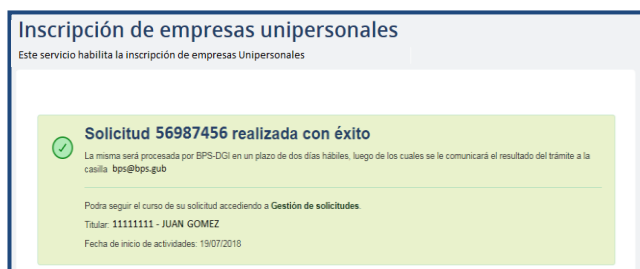 Inscripción de empresas unipersonales
Este servicio habilita la inscripción de empresas Unipersonales
Solicitud 56987456 realizada con éxito
La misma será procesada por BPS-DGI en un plazo de dos días hábiles, luego de los cuales se le comunicará el resultado del trámite a la
casilla bps@bps.gub
Podra seguir el curso de su solicitud accediendo a Gestión de solicitudes.
Titular: 11111111 - JUAN GOMEZ
Fecha de inicio de actividades: 19/07/2018